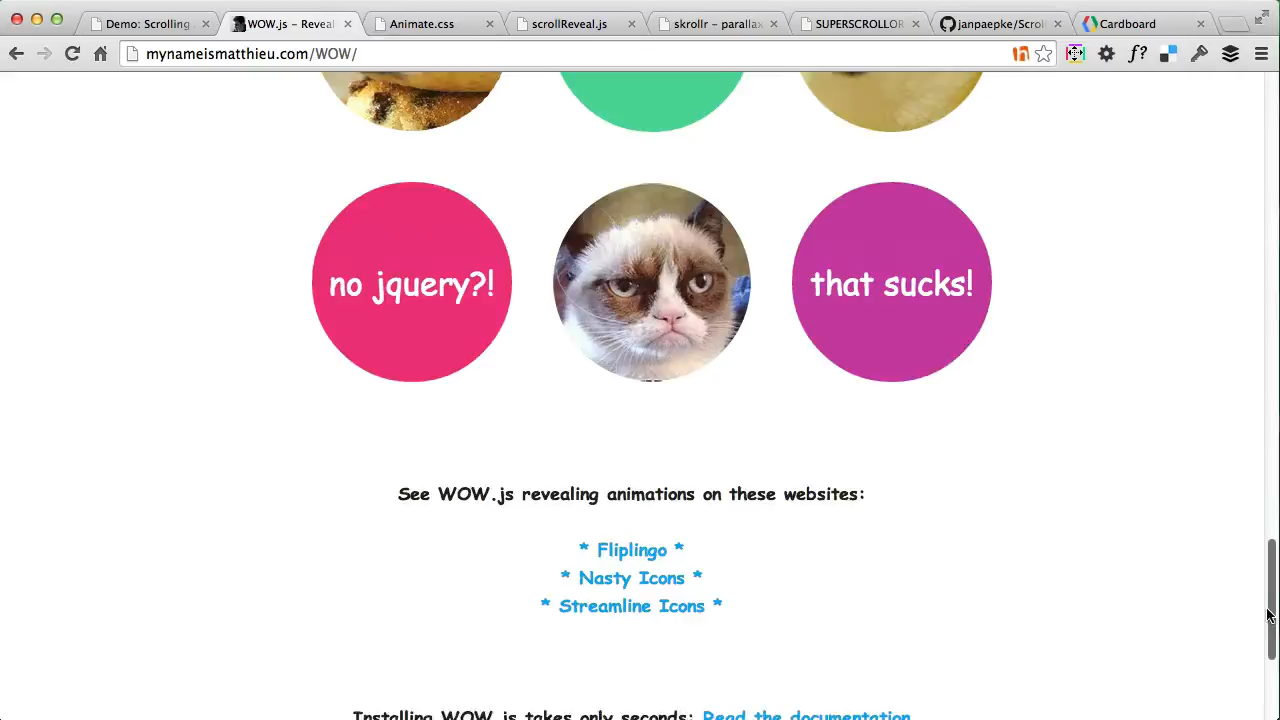 Demo: Scrolling
WOW.js – Reveal
Animate.css
scrollReveal.js
skrollr – parallax
SUPERSCROLLOR
janpaepke/Scroll
Cardboard
mynameismatthieu.com/WOW/
f?
no jquery?!
that sucks!
See WOW.js revealing animations on these websites:
* Fliplingo *
* Nasty Icons *
* Streamline Icons *
Installing WOW.js takes only seconds: Read the documentation